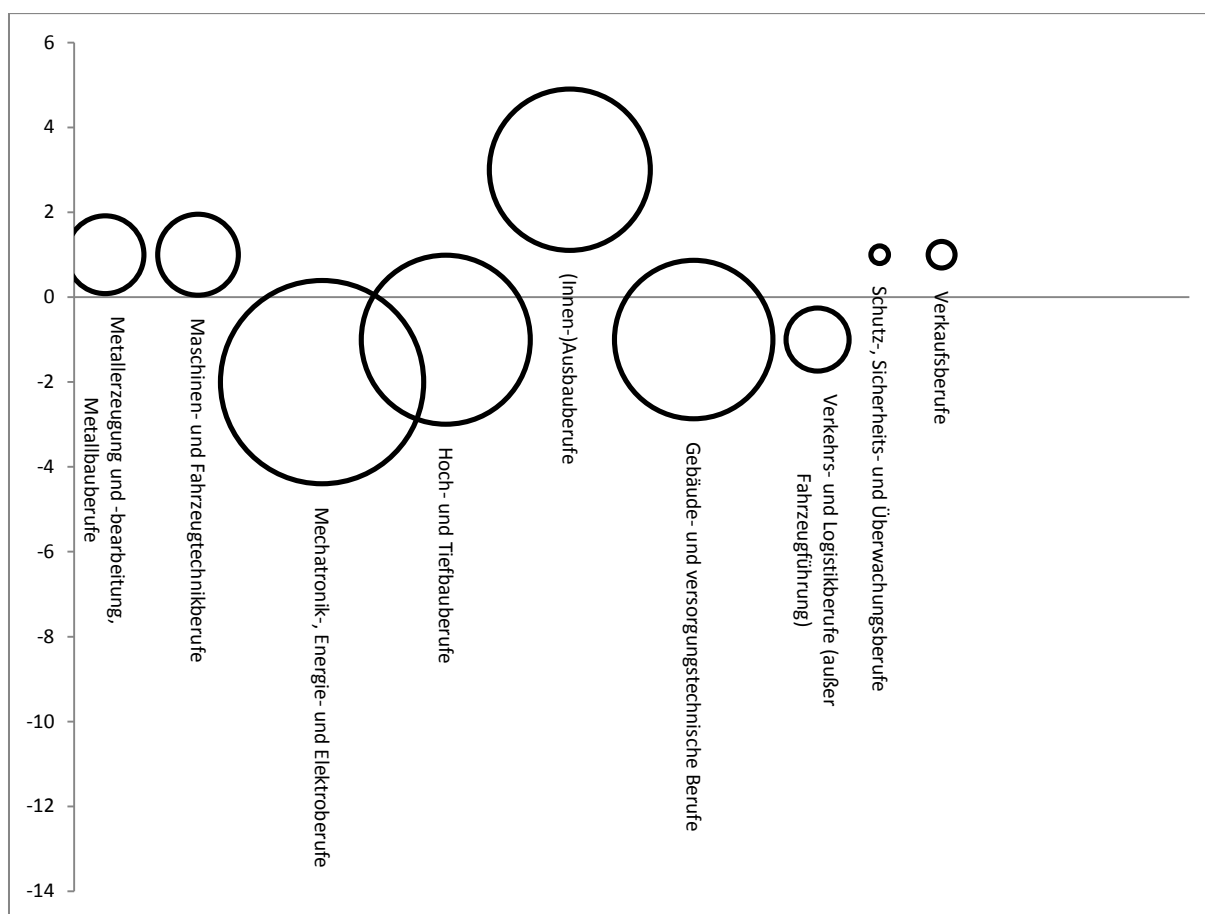 6
4
2
0
-2
-4
-6
-8
-10
-12
-14
Metallerzeugung und -bearbeitung,
Metallbauberufe
Maschinen- und Fahrzeugtechnikberufe
Mechatronik-, Energie- und Elektroberufe
Hoch- und Tiefbauberufe
(Innen-)Ausbauberufe
Gebäude- und versorgungstechnische Berufe
Verkehrs- und Logistikberufe (außer
Fahrzeugführung)
Schutz-, Sicherheits- und Überwachungsberufe
Verkaufsberufe